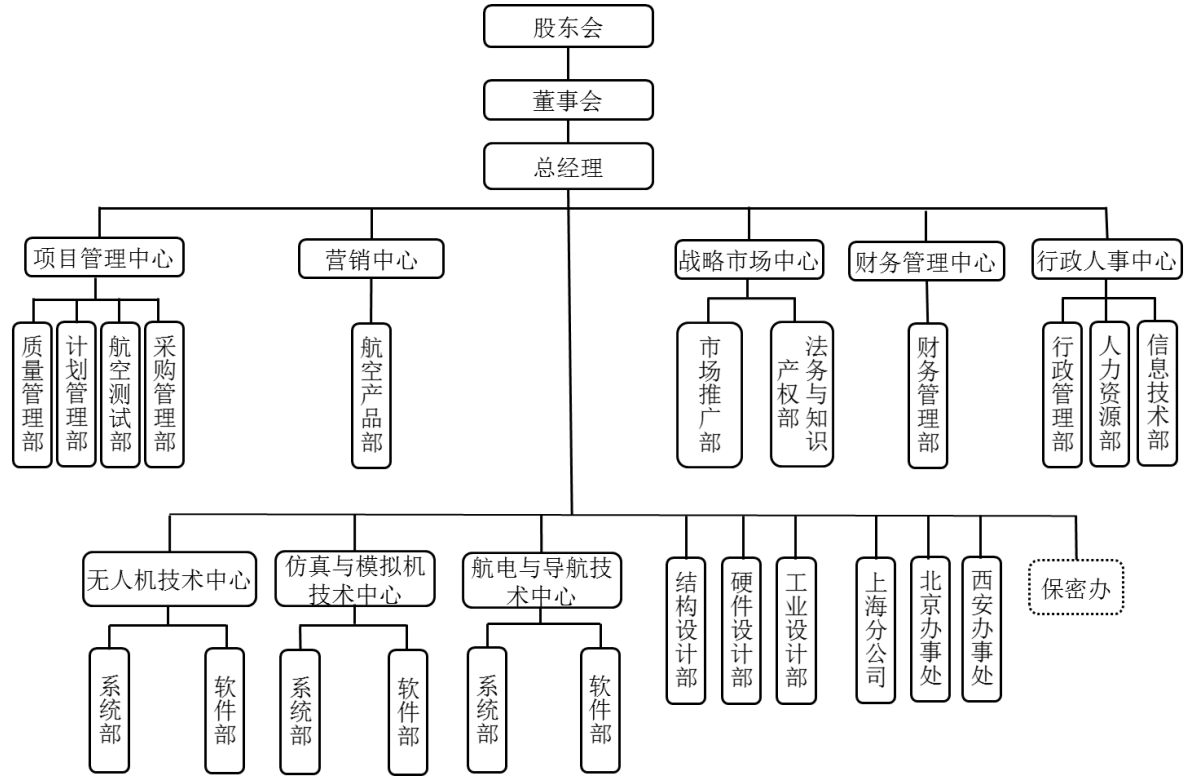 股东会
董事会
总经理
项目管理中心
营销中心
战略市场中心
财务管理中心
行政人事中心
质量管理部
计划管理部
航空测试部
采购管理部
航空产品部
市场推广部
法务与知识
产权部
财务管理部
行政管理部
人力资源部
信息技术部
无人机技术中心
仿真与模拟机
技术中心
航电与导航技
术中心
结构设计部
硬件设计部
工业设计部
上海分公司
北京办事处
西安办事处
保密办
系统部
软件部
系统部
软件部
系统部
软件部